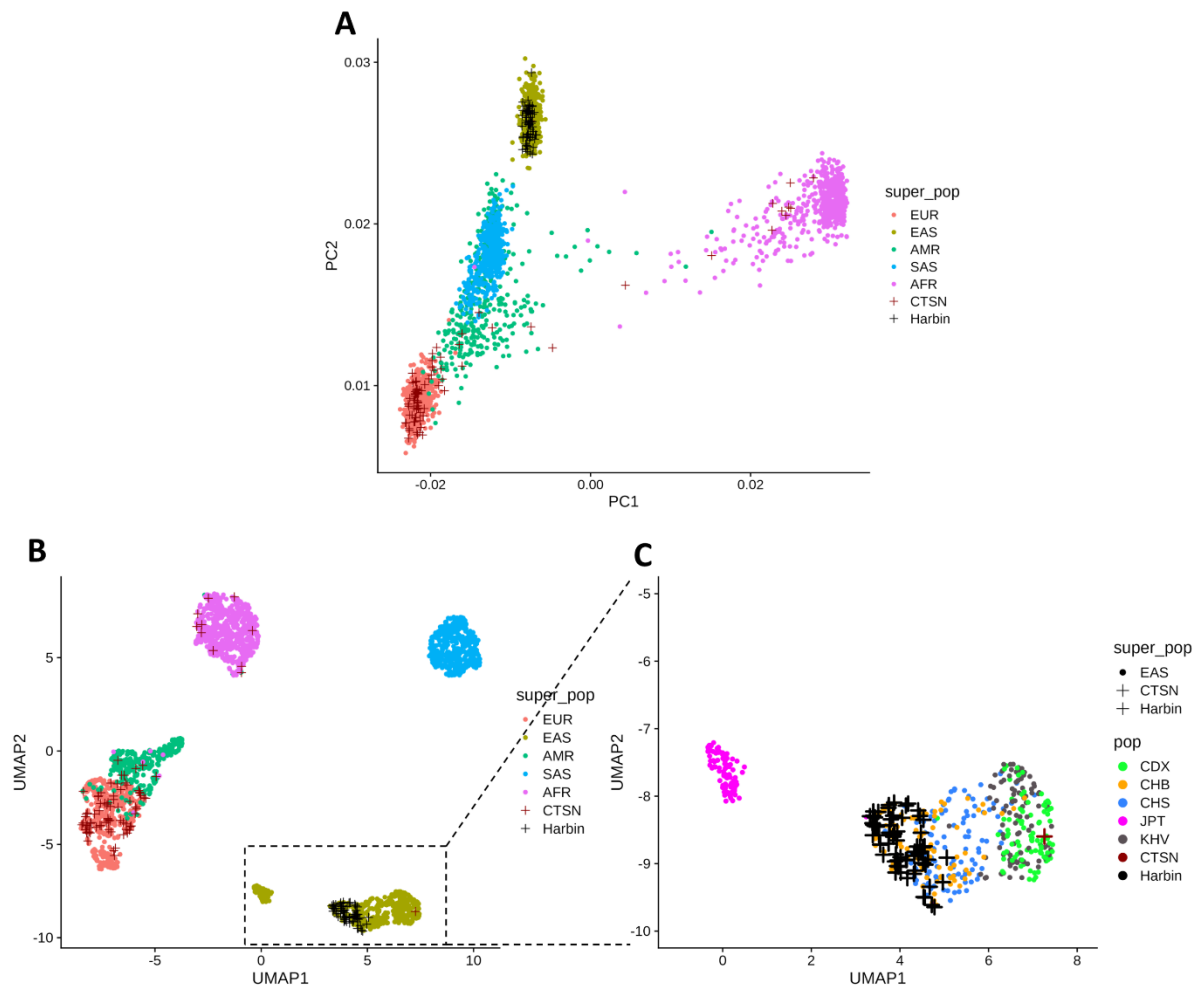 A
0.03
0.02
0.01
PC2
-0.02
0.00
0.02
PC1
super_pop
EUR
EAS
AMR
SAS
AFR
CTSN
Harbin
B
5
0
-5
-10
UMAP2
-5
0
5
10
UMAP1
super_pop
EUR
EAS
AMR
SAS
AFR
CTSN
Harbin
C
-5
-6
-7
-8
-9
-10
UMAP2
0
2
4
6
8
UMAP1
super_pop
EAS
CTSN
Harbin
pop
CDX
CHB
CHS
JPT
KHV
CTSN
Harbin